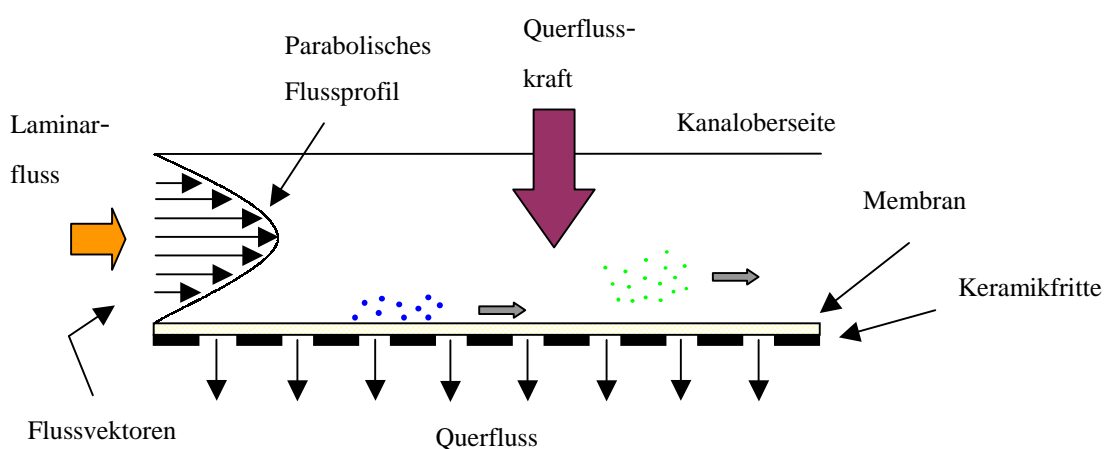 Parabolisches
Flussprofil
Querfluss-
kraft
Laminar-
fluss
Kanaloberseite
Membran
Keramikfritte
Flussvektoren
Querfluss